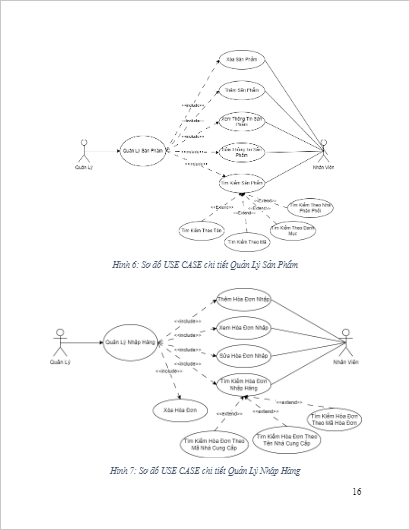 Xóa Sản Phẩm
Thêm Sản Phẩm
<<Include>>
<<Include>>
Xem Thông Tin Sản
Phẩm
<<Include>>
Quản Lí Sản Phẩm
Quản Lý
Sửa Thông Tin Sản
Phẩm
Nhân Viên
Tìm Kiếm Sản Phẩm
<<Extend>>
<<Extend>>
<<Extend>>
<<Extend>>
Tìm Kiếm Theo Nhà
Phân Phối
Tìm Kiếm Theo Tên
Tìm Kiếm Theo Danh
Mục
Tìm Kiếm Theo Mã
Hình 6: Sơ đồ USE CASE chi tiết Quản Lý Sản Phẩm
Thêm Hóa Đơn Nhập
<<include>>
Xem Hóa Đơn Nhập
<<include>>
Quản Lý Nhập Hàng
Quản Lý
<<include>>
Sửa Hóa Đơn Nhập
Nhân Viên
<<include>>
<<include>>
Tìm Kiếm Hóa Đơn
Nhập Hàng
<<extend>>
<<extend>>
<<extend>>
Xóa Hóa Đơn
Tìm Kiếm Hóa Đơn
Theo Mã Hóa Đơn
Tìm Kiếm Hóa Đơn Theo
Mã Nhà Cung Cấp
Tìm Kiếm Hóa Đơn Theo
Tên Nhà Cung Cấp
Hình 7: Sơ đồ USE CASE chi tiết Quản Lý Nhập Hàng
16